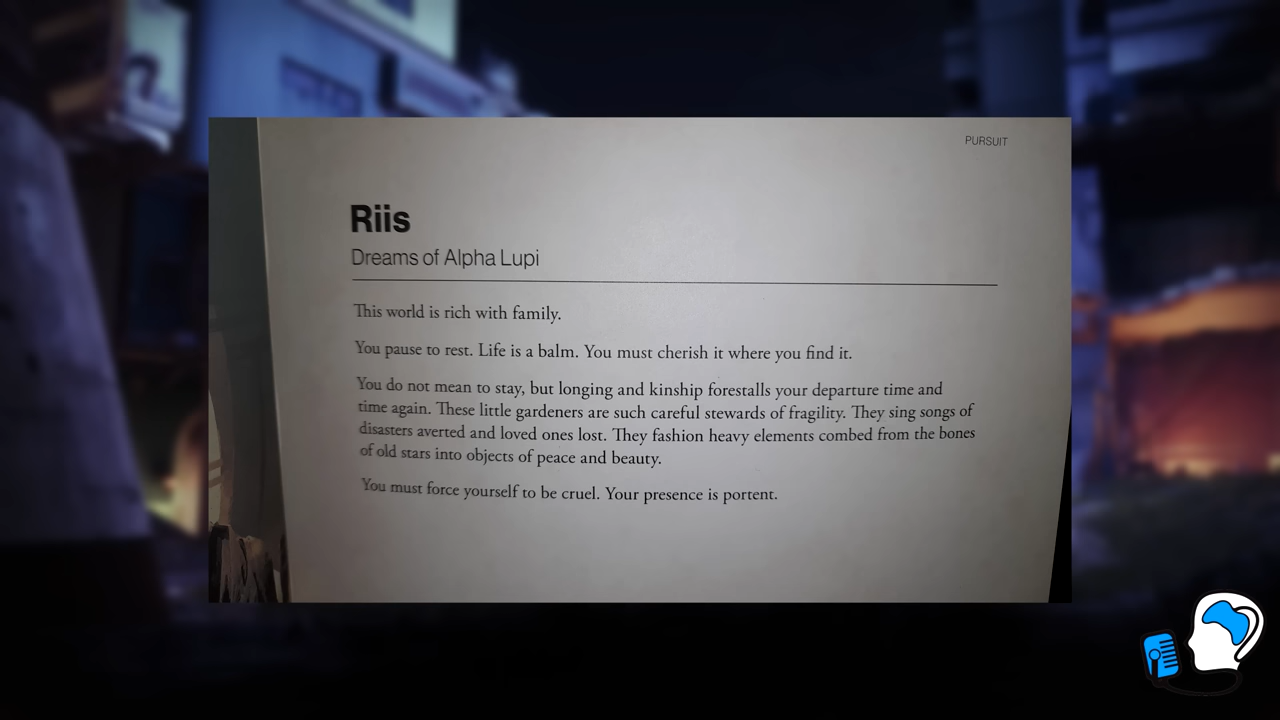 PURSUIT
Riis
Dreams of Alpha Lupi
This world is rich with family.
You pause to rest. Life is a balm. You must cherish it where you find it.
You do not mean to stay, but longing and kinship forestalls your departure time and
time again. These little gardeners are such careful stewards of fragility. They sing songs of
disasters averted and loved ones lost. They fashion heavy elements combed from the bones
of old stars into objects of peace and beauty.
You must force yourself to be cruel. Your presence is portent.